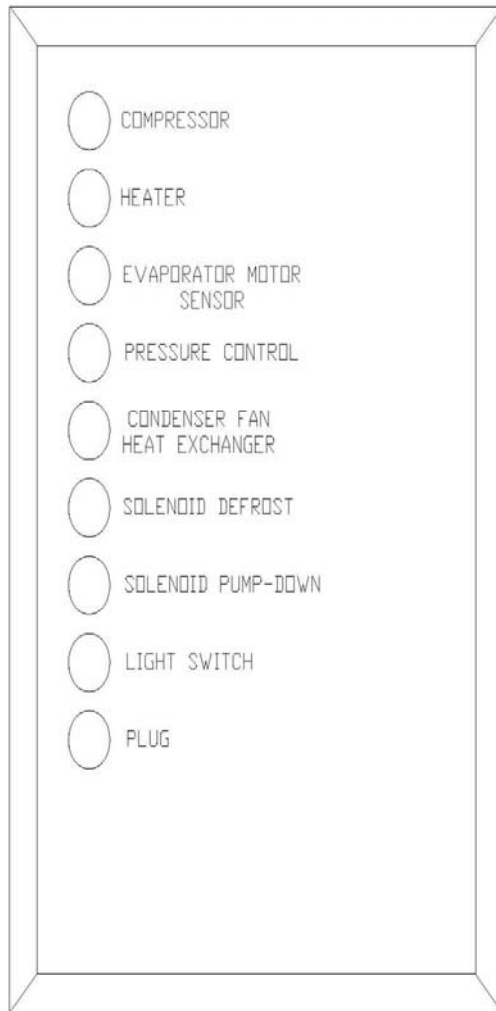 COMPRESSOR
HEATER
EVAPORATOR MOTOR
SENSOR
PRESSURE CONTROL
CONDENSER FAN
HEAT EXCHANGER
SOLENOID DEFROST
SOLENOID PUMP-DOWN
LIGHT SWITCH
PLUG